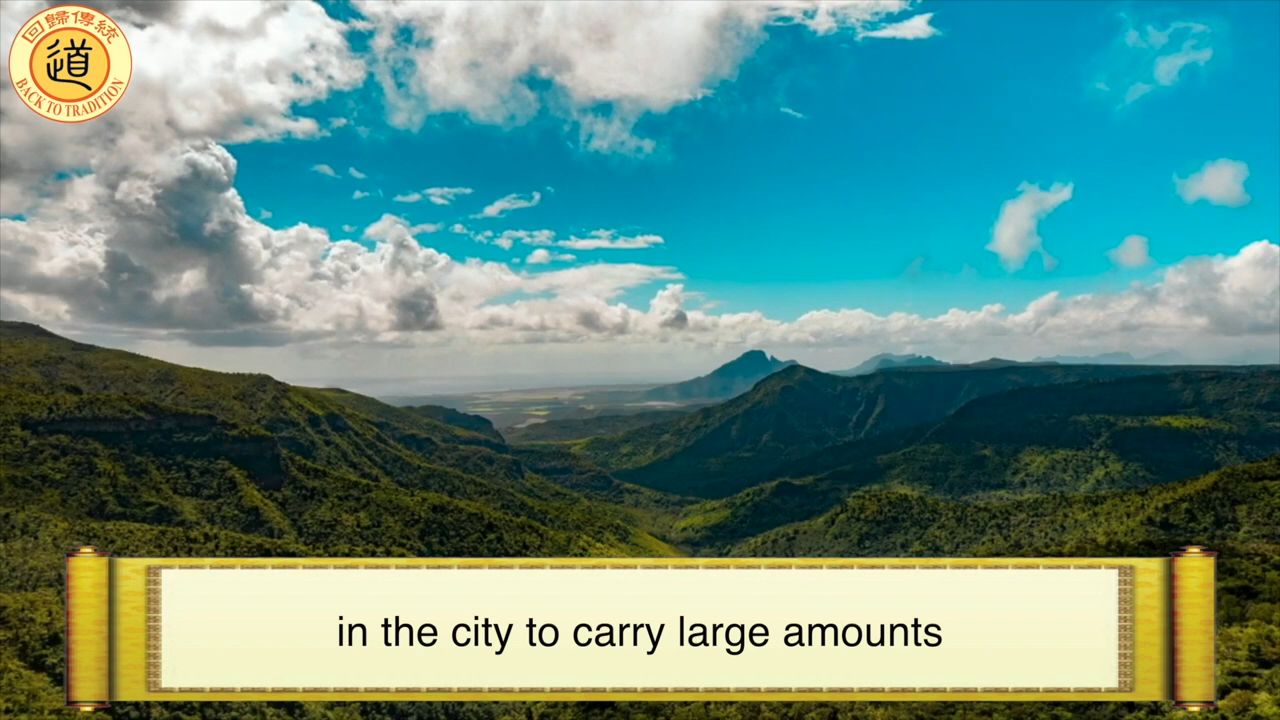 回歸傳統
道
BACK TO TRADITION
in the city to carry large amounts